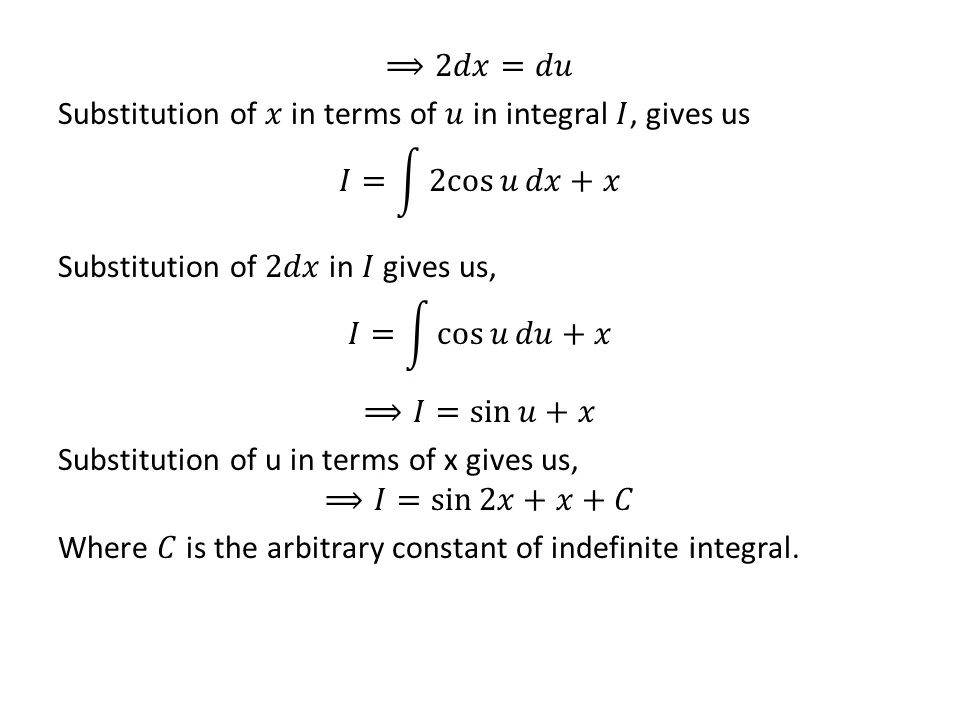 ⟹ 2𝑑𝑥 = 𝑑𝑢
Substitution of 𝑥 in terms of 𝑢 in integral 𝐼, gives us
𝐼 = ∫ 2cos 𝑢 𝑑𝑥 + 𝑥
Substitution of 2𝑑𝑥 in 𝐼 gives us,
𝐼 = ∫ cos 𝑢 𝑑𝑢 + 𝑥
⟹ 𝐼 = sin 𝑢 + 𝑥
Substitution of u in terms of x gives us,
⟹ 𝐼 = sin 2𝑥 + 𝑥 + 𝐶
Where 𝐶 is the arbitrary constant of indefinite integral.